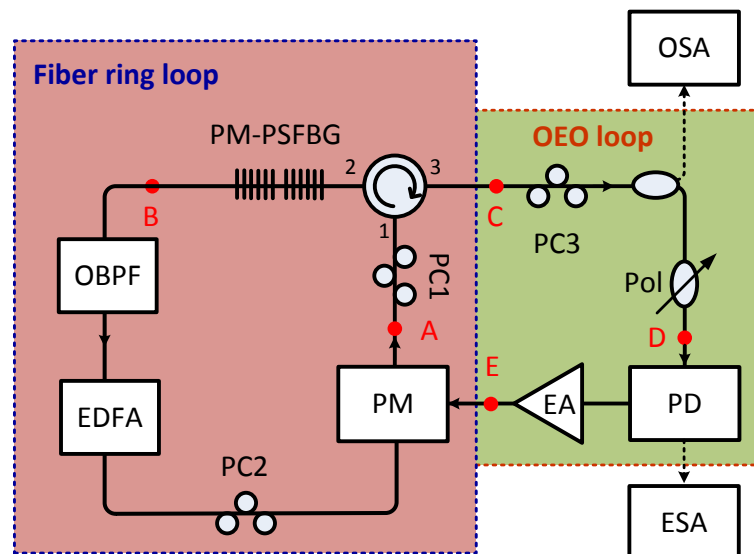 OSA
Fiber ring loop
OEO loop
PM-PSFBG
2
3
1
B
C
PC3
PC1
OBPF
Pol
A
D
E
EDFA
PM
EA
PD
PC2
ESA